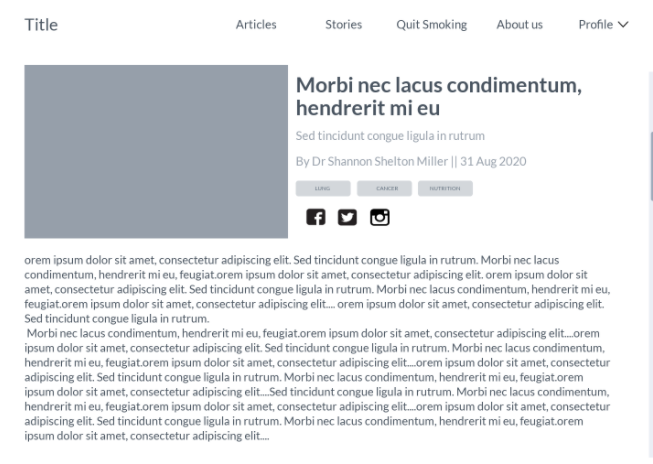 Title Articles Stories Quit Smoking About us Profile
Morbi nec lacus condimentum,
hendrerit mi eu
Sed tincidunt congue ligula in rutrum
By Dr Shannon Shelton Miller || 31 Aug 2020
LUNG CANCER NUTRITION
orem ipsum dolor sit amet, consectetur adipiscing elit. Sed tincidunt congue ligula in rutrum. Morbi nec lacus
condimentum, hendrerit mi eu, feugiat.orem ipsum dolor sit amet, consectetur adipiscing elit. orem ipsum dolor sit
amet, consectetur adipiscing elit. Sed tincidunt congue ligula in rutrum. Morbi nec lacus condimentum, hendrerit mi eu,
feugiat.orem ipsum dolor sit amet, consectetur adipiscing elit.... orem ipsum dolor sit amet, consectetur adipiscing elit.
Sed tincidunt congue ligula in rutrum.
Morbi nec lacus condimentum, hendrerit mi eu, feugiat.orem ipsum dolor sit amet, consectetur adipiscing elit....orem
ipsum dolor sit amet, consectetur adipiscing elit. Sed tincidunt congue ligula in rutrum. Morbi nec lacus condimentum,
hendrerit mi eu, feugiat.orem ipsum dolor sit amet, consectetur adipiscing elit....orem ipsum dolor sit amet, consectetur
adipiscing elit. Sed tincidunt congue ligula in rutrum. Morbi nec lacus condimentum, hendrerit mi eu, feugiat.orem
ipsum dolor sit amet, consectetur adipiscing elit....Sed tincidunt congue ligula in rutrum. Morbi nec lacus condimentum,
hendrerit mi eu, feugiat.orem ipsum dolor sit amet, consectetur adipiscing elit....orem ipsum dolor sit amet, consectetur
adipiscing elit. Sed tincidunt congue ligula in rutrum. Morbi nec lacus condimentum, hendrerit mi eu, feugiat.orem
ipsum dolor sit amet, consectetur adipiscing elit....